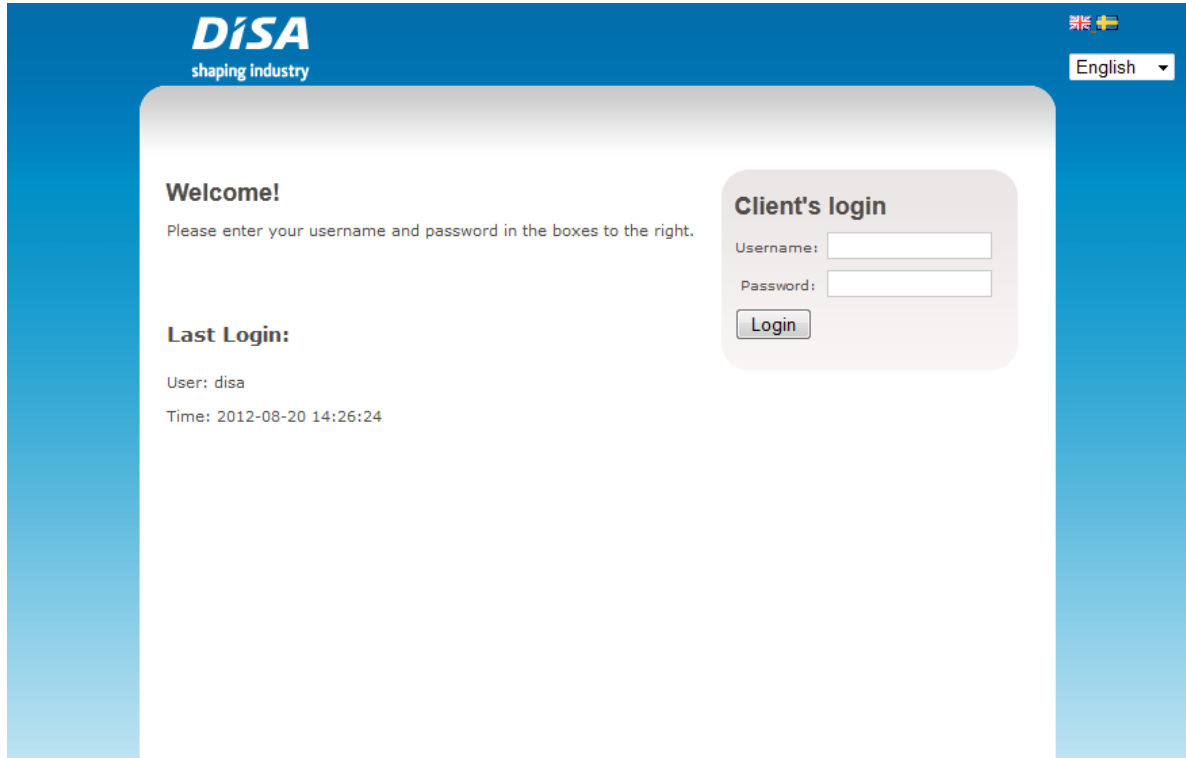 DÍSA
shaping industry
English
Welcome!
Please enter your username and password in the boxes to the right.
Client's login
Username:
Password:
Login
Last Login:
User: disa
Time: 2012-08-20 14:26:24